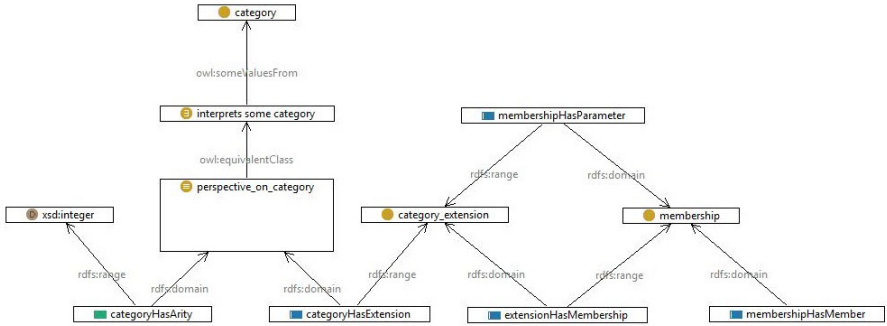 category
owl:someValuesFrom
interprets some category
membershipHasParameter
owl:equivalentClass
rdfs:range
rdfs:domain
perspective_on_category
xsd:integer
category_extension
membership
rdfs:range
rdfs:domain
rdfs:domain
rdfs:range
rdfs:domain
rdfs:range
rdfs:domain
categoryHasArity
categoryHasExtension
extensionHasMembership
membershipHasMember